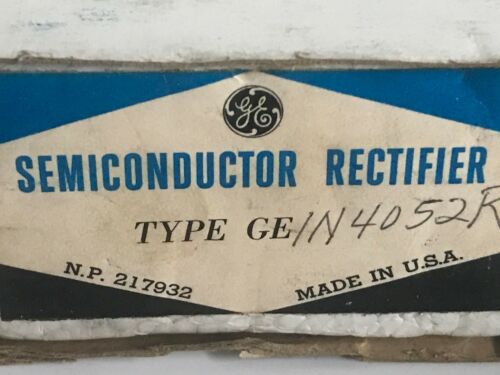 GE
SEMICONDUCTOR RECTIFIER
TYPE GE 1N4052R
N.P. 217932 MADE IN U.S.A.